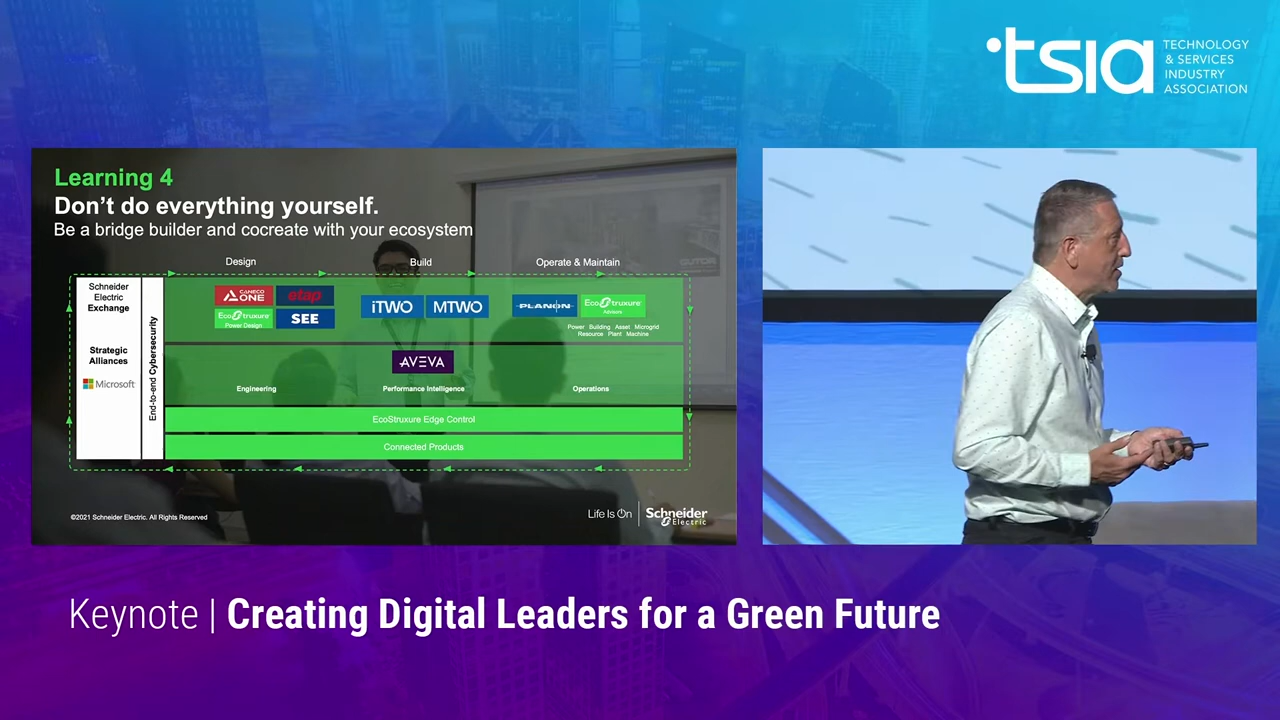 tsia
TECHNOLOGY
& SERVICES
INDUSTRY
ASSOCIATION
Learning 4
Don't do everything yourself.
Be a bridge builder and cocreate with your ecosystem
Design
Build
Operate & Maintain
Schneider
Electric
Exchange
Strategic
Alliances
Microsoft
End-to-end Cybersecurity
CANECO
ONE
etap
EcoStruxure
Power Design
SEE
iTWO
MTWO
PLANON
EcoStruxure
Advisors
Power Building Asset Microgrid
Resource Plant Machine
AVEVA
Engineering
Performance Intelligence
Operations
EcoStruxure Edge Control
Connected Products
©2021 Schneider Electric. All Rights Reserved
Life Is On
Schneider
Electric
Keynote | Creating Digital Leaders for a Green Future